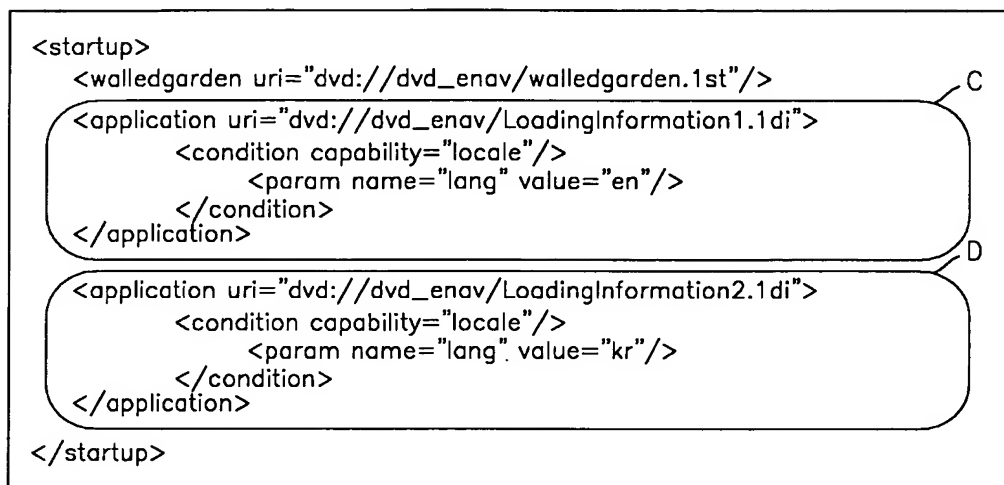 <startup>
<walledgarden uri="dvd://dvd_enav/walledgarden.1st"/>
C
<application uri="dvd://dvd_enav/LoadingInformation1.1di">
<condition capability="locale"/>
<param name="lang" value="en"/>
</condition>
</application>
D
<application uri="dvd://dvd_enav/LoadingInformation2.1di">
<condition capability="locale"/>
<param name="lang" value="kr"/>
</condition>
</application>
</startup>